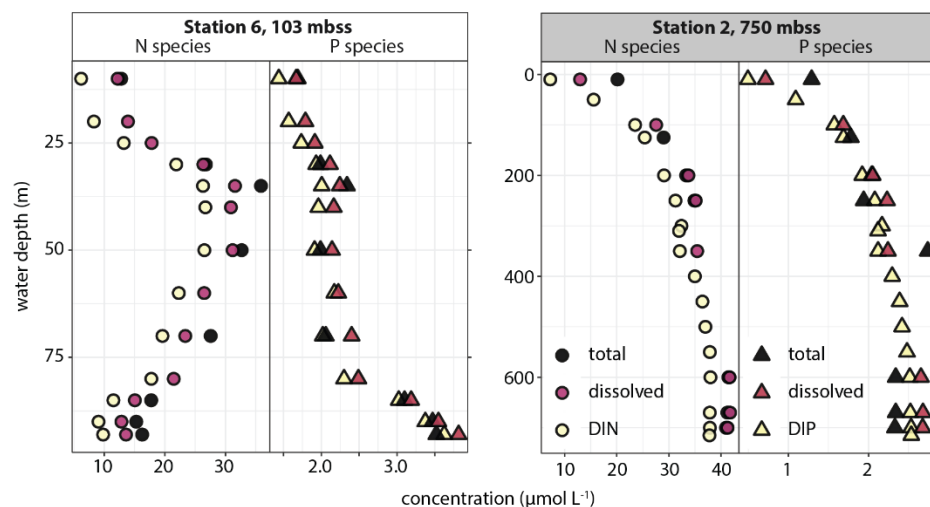 Station 6, 103 mbss
N species P species
Station 2, 750 mbss
N species P species
water depth (m)
25
50
75
0
200
400
600
total
dissolved
DIN
total
dissolved
DIP
10 20 30 2.0 3.0
10 20 30 40 1 2
concentration (μmol L⁻¹)